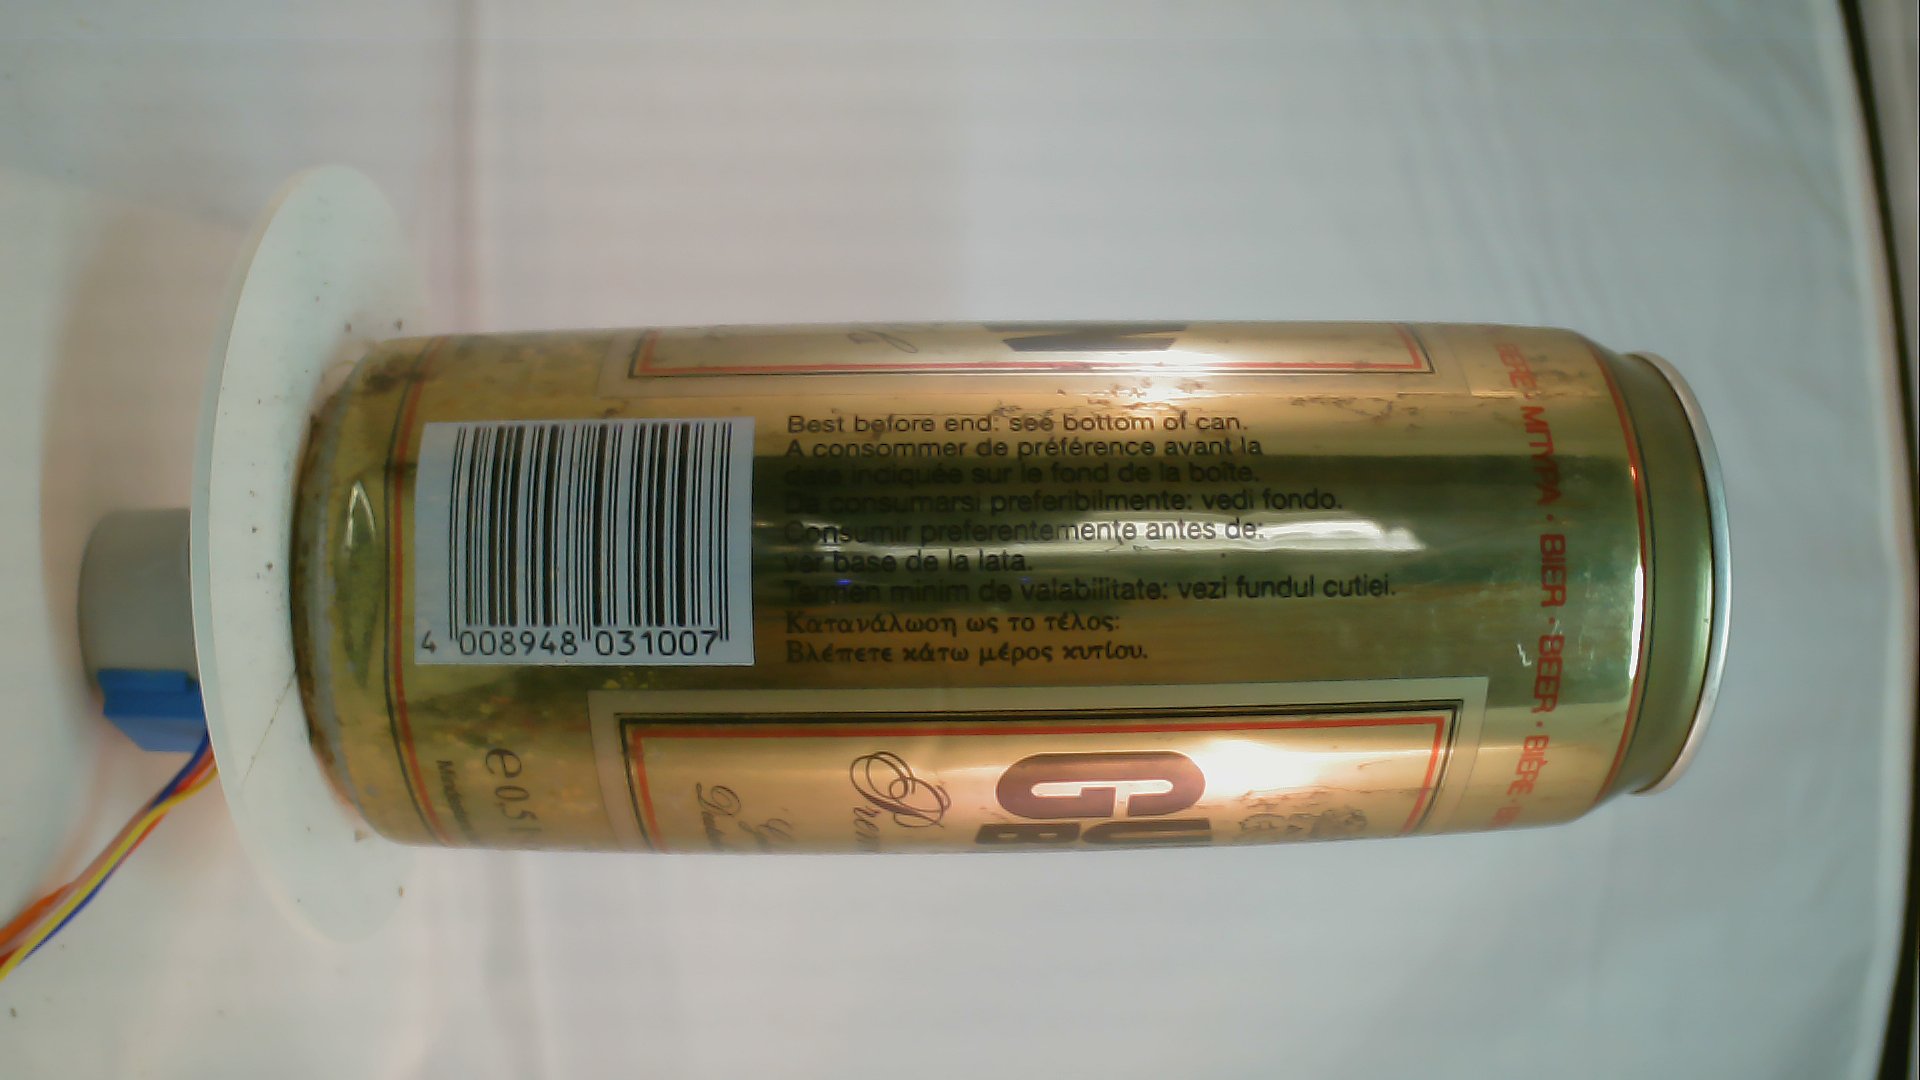 Best before end: see bottom of can.
A consommer de préférence avant la
date indiquée sur le fond de la boîte.
Da consumarsi preferibilmente: vedi fondo.
Consumir preferentemente antes de:
ver base de la lata.
Termen minim de valabilitate: vezi fundul cutiei.
Κατανάλωση ως το τέλος:
Βλέπετε κάτω μέρος κυτίου.
4 008948 031007
BIÈRE · ΜΠΥΡΑ · BIER · BEER · BIÈRE ·
e 0,5 l
GU
B